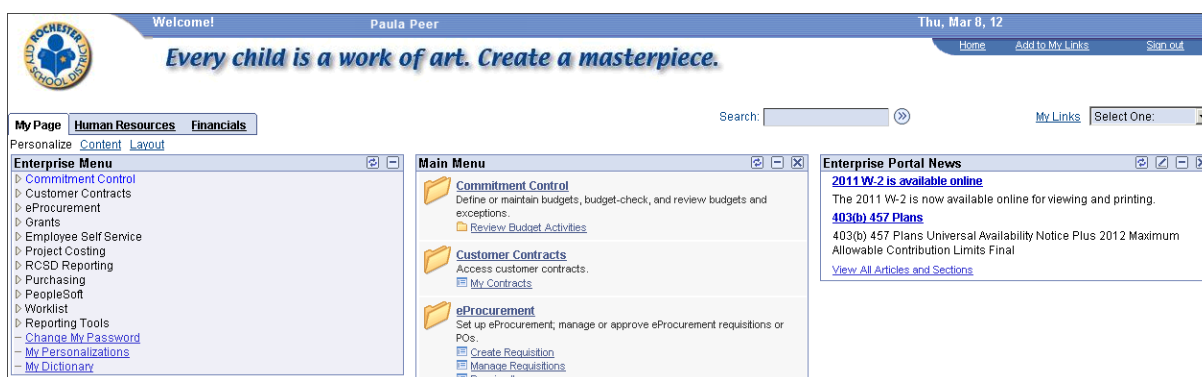 ROCHESTER
CITY SCHOOL DISTRICT
Welcome! Paula Peer Thu, Mar 8, 12
Home Add to My Links Sign out
Every child is a work of art. Create a masterpiece.
My Page Human Resources Financials
Search:
My Links Select One:
Personalize Content Layout
Enterprise Menu
Commitment Control
Customer Contracts
eProcurement
Grants
Employee Self Service
Project Costing
RCSD Reporting
Purchasing
PeopleSoft
Worklist
Reporting Tools
Change My Password
My Personalizations
My Dictionary
Main Menu
Commitment Control
Define or maintain budgets, budget-check, and review budgets and
exceptions.
Review Budget Activities
Customer Contracts
Access customer contracts.
My Contracts
eProcurement
Set up eProcurement; manage or approve eProcurement requisitions or
POs.
Create Requisition
Manage Requisitions
Enterprise Portal News
2011 W-2 is available online
The 2011 W-2 is now available online for viewing and printing.
403(b) 457 Plans
403(b) 457 Plans Universal Availability Notice Plus 2012 Maximum
Allowable Contribution Limits Final
View All Articles and Sections